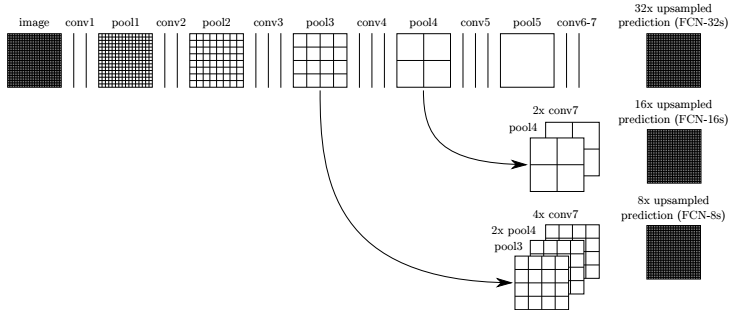 image conv1 pool1 conv2 pool2 conv3 pool3 conv4 pool4 conv5 pool5 conv6-7
32x upsampled
prediction (FCN-32s)
16x upsampled
prediction (FCN-16s)
2x conv7
pool4
8x upsampled
prediction (FCN-8s)
4x conv7
2x pool4
pool3